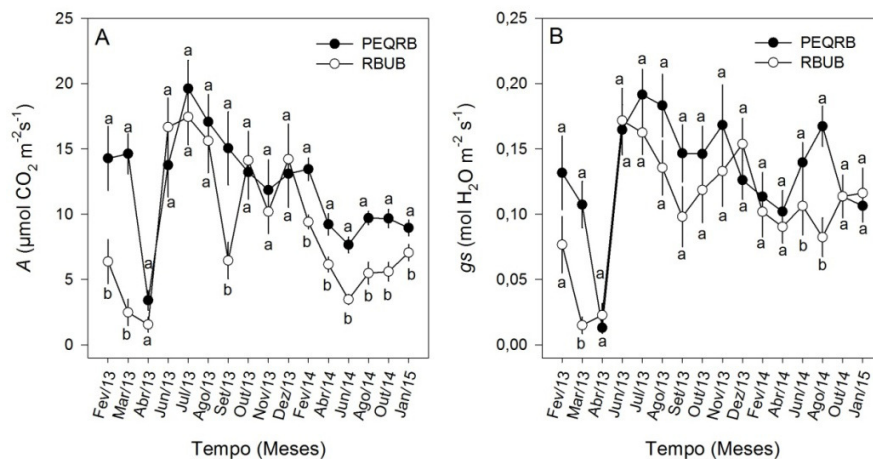 A
PEQRB
RBUB
25
20
15
10
5
0
A (µmol CO2 m-2s-1)
a a a a a a a a a a a a a a a a
b b a a a a b a a a b b b b b b
Fev/13 Mar/13 Abr/13 Jun/13 Jul/13 Ago/13 Set/13 Out/13 Nov/13 Dez/13 Fev/14 Abr/14 Jun/14 Ago/14 Out/14 Jan/15
Tempo (Meses)
B
PEQRB
RBUB
0,25
0,20
0,15
0,10
0,05
0,00
gs (mol H2O m-2s-1)
a a a a a a a a a a a a a a a a
a b a a a a a a a a a a b b a a
Fev/13 Mar/13 Abr/13 Jun/13 Jul/13 Ago/13 Set/13 Out/13 Nov/13 Dez/13 Fev/14 Abr/14 Jun/14 Ago/14 Out/14 Jan/15
Tempo (Meses)